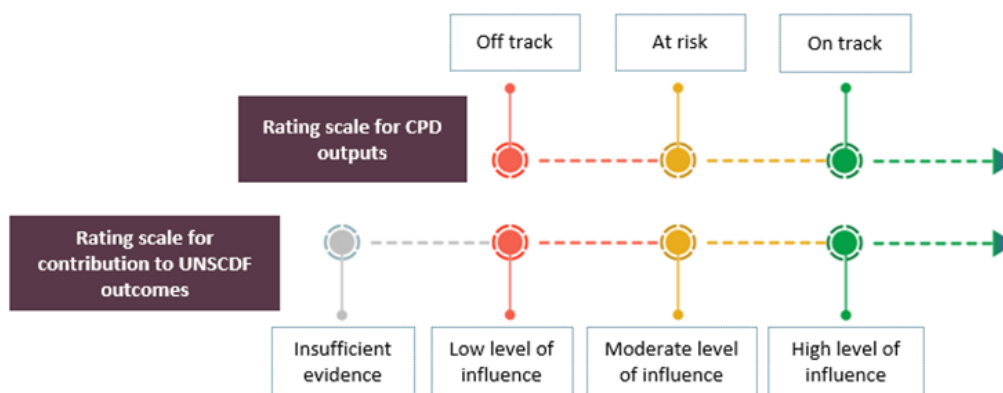 Off track
At risk
On track
Rating scale for CPD
outputs
Rating scale for
contribution to UNSCDF
outcomes
Insufficient
evidence
Low level of
influence
Moderate level
of influence
High level of
influence